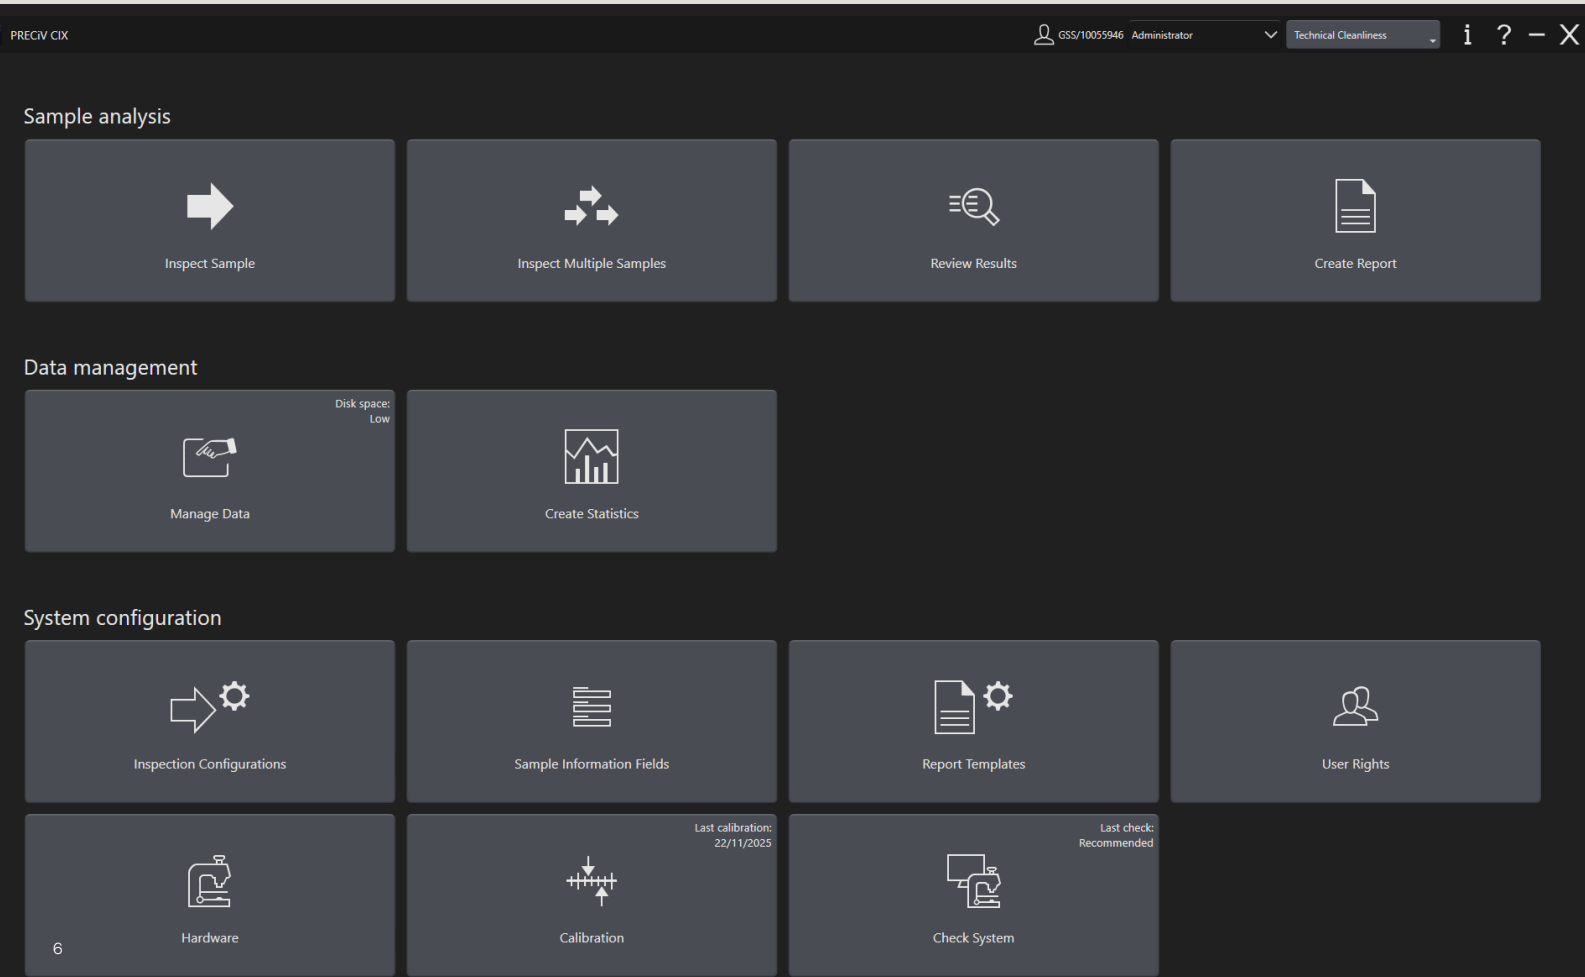 PRECiV CIX
GSS/10055946 Administrator
Technical Cleanliness
i ? X
Sample analysis
Inspect Sample
Inspect Multiple Samples
Review Results
Create Report
Data management
Disk space:
Low
Manage Data
Create Statistics
System configuration
Inspection Configurations
Sample Information Fields
Report Templates
User Rights
Hardware
Last calibration:
22/11/2025
Calibration
Last check:
Recommended
Check System
6